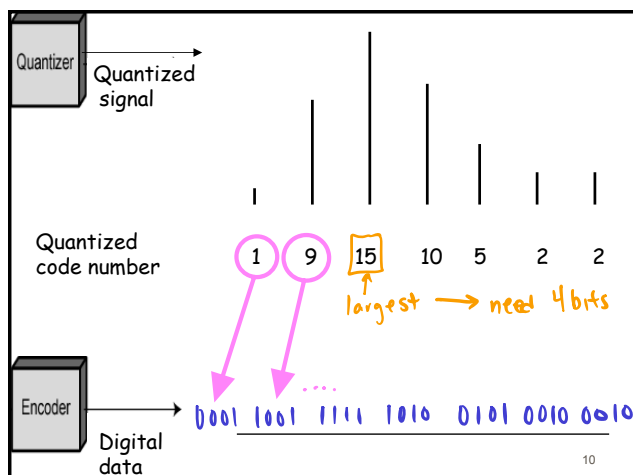 Quantizer
Quantized
signal
Quantized
code number
1 9 15 10 5 2 2
largest → need 4 bits
....
Encoder
0001 1001 1111 1010 0101 0010 0010
Digital
data
10